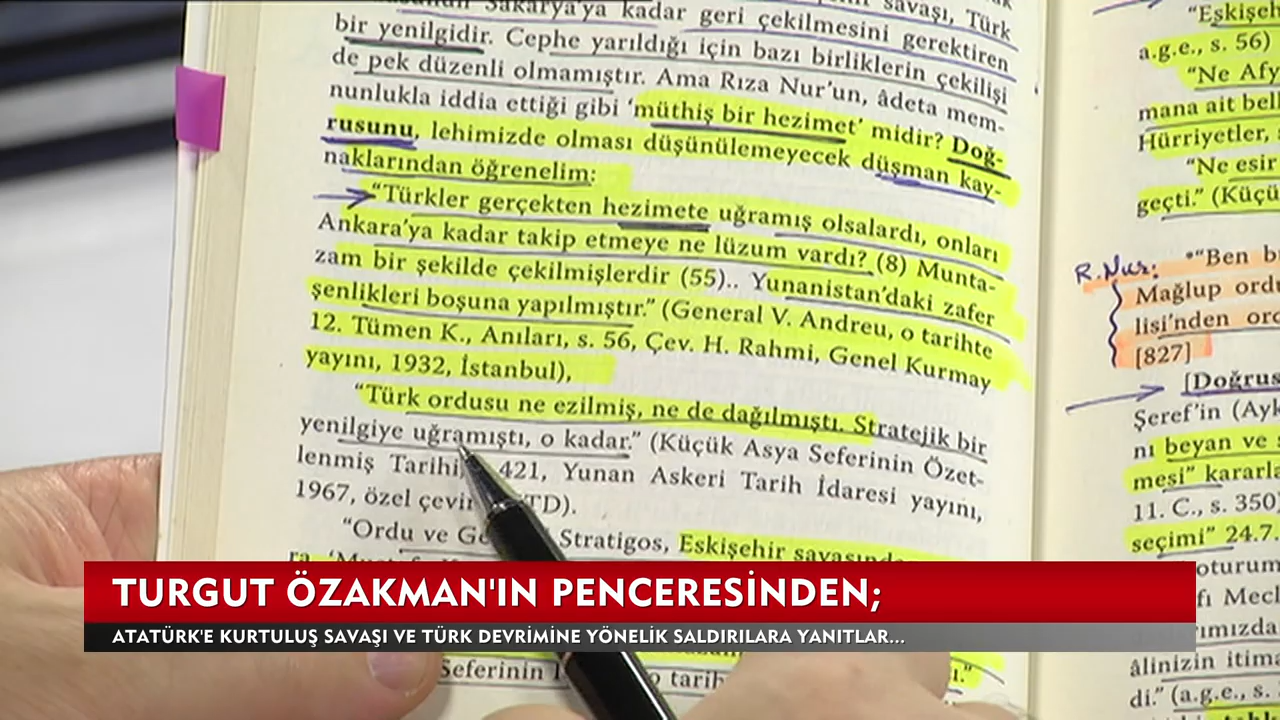 Sakarya'ya kadar geri çekilmesini gerektiren
savaşı, Türk
bir yenilgidir. Cephe yarıldığı için bazı birliklerin çekilişi
de pek düzenli olmamıştır. Ama Rıza Nur'un, âdeta mem-
nunlukla iddia ettiği gibi 'müthiş bir hezimet' midir? Doğ-
rusunu, lehimizde olması düşünülemeyecek düşman kay-
naklarından öğrenelim:
"Türkler gerçekten hezimete uğramış olsalardı, onları
Ankara'ya kadar takip etmeye ne lüzum vardı? (8) Munta-
zam bir şekilde çekilmişlerdir (55).. Yunanistan'daki zafer
şenlikleri boşuna yapılmıştır." (General V. Andreu, o tarihte
12. Tümen K., Anıları, s. 56, Çev. H. Rahmi, Genel Kurmay
yayını, 1932, İstanbul),
"Türk ordusu ne ezilmiş, ne de dağılmıştı. Stratejik bir
yenilgiye uğramıştı, o kadar." (Küçük Asya Seferinin Özet-
lenmiş Tarihi, 421, Yunan Askeri Tarih İdaresi yayını,
1967, özel çeviri TD).
"Ordu ve Stratigos, Eskişehir savaşında
Seferinin tarih
"Eskişeh
a.g.e., s. 56)
"Ne Afy
mana ait bell
Hürriyetler,
"Ne esir
geçti." (Küçü
R. Nur:
"Ben b
Mağlup ordu
lisi'nden ord
[827]
[Doğrus
Şeref'in (Ayk
nı beyan ve s
mesi" kararla
11. C., s. 350)
seçimi" 24.7.
oturum
fı Mecl
rımızda
âlinizin itima
di." (a.g.e., s.
TURGUT ÖZAKMAN'IN PENCERESİNDEN;
ATATÜRK'E KURTULUŞ SAVAŞI VE TÜRK DEVRİMİNE YÖNELİK SALDIRILARA YANITLAR...